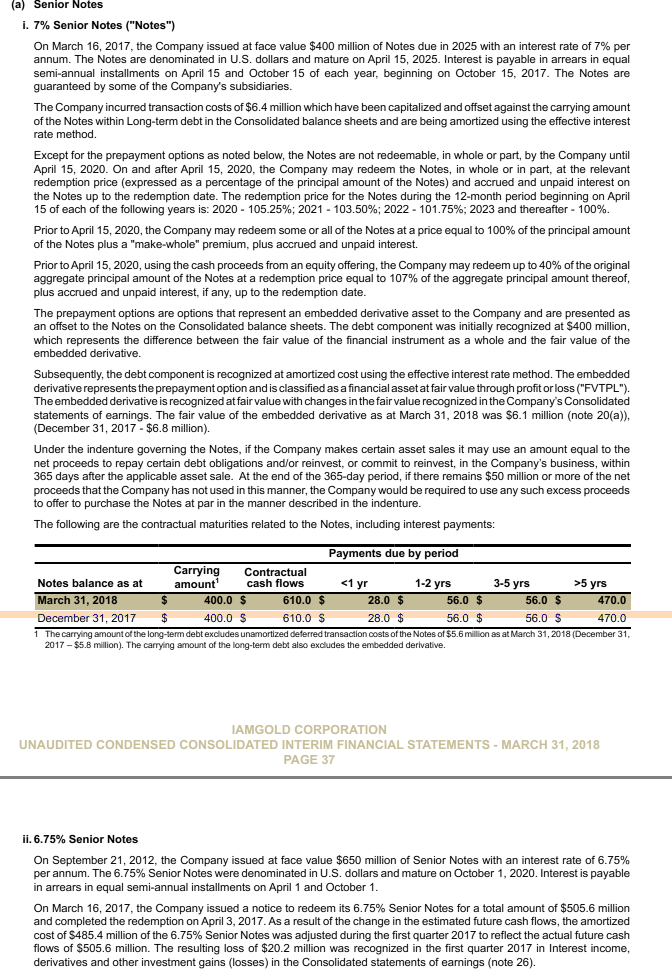 (a) Senior Notes
i. 7% Senior Notes ("Notes")
On March 16, 2017, the Company issued at face value $400 million of Notes due in 2025 with an interest rate of 7% per
annum. The Notes are denominated in U.S. dollars and mature on April 15, 2025. Interest is payable in arrears in equal
semi-annual installments on April 15 and October 15 of each year, beginning on October 15, 2017. The Notes are
guaranteed by some of the Company's subsidiaries.
The Company incurred transaction costs of $6.4 million which have been capitalized and offset against the carrying amount
of the Notes within Long-term debt in the Consolidated balance sheets and are being amortized using the effective interest
rate method.
Except for the prepayment options as noted below, the Notes are not redeemable, in whole or part, by the Company until
April 15, 2020. On and after April 15, 2020, the Company may redeem the Notes, in whole or in part, at the relevant
redemption price (expressed as a percentage of the principal amount of the Notes) and accrued and unpaid interest on
the Notes up to the redemption date. The redemption price for the Notes during the 12-month period beginning on April
15 of each of the following years is: 2020 - 105.25%; 2021 - 103.50%; 2022 - 101.75%; 2023 and thereafter - 100%.
Prior to April 15, 2020, the Company may redeem some or all of the Notes at a price equal to 100% of the principal amount
of the Notes plus a "make-whole" premium, plus accrued and unpaid interest.
Prior to April 15, 2020, using the cash proceeds from an equity offering, the Company may redeem up to 40% of the original
aggregate principal amount of the Notes at a redemption price equal to 107% of the aggregate principal amount thereof,
plus accrued and unpaid interest, if any, up to the redemption date.
The prepayment options are options that represent an embedded derivative asset to the Company and are presented as
an offset to the Notes on the Consolidated balance sheets. The debt component was initially recognized at $400 million,
which represents the difference between the fair value of the financial instrument as a whole and the fair value of the
embedded derivative.
Subsequently, the debt component is recognized at amortized cost using the effective interest rate method. The embedded
derivative represents the prepayment option and is classified as a financial asset at fair value through profit or loss ("FVTPL").
The embedded derivative is recognized at fair value with changes in the fair value recognized in the Company's Consolidated
statements of earnings. The fair value of the embedded derivative as at March 31, 2018 was $6.1 million (note 20(a)),
(December 31, 2017 - $6.8 million).
Under the indenture governing the Notes, if the Company makes certain asset sales it may use an amount equal to the
net proceeds to repay certain debt obligations and/or reinvest, or commit to reinvest, in the Company's business, within
365 days after the applicable asset sale. At the end of the 365-day period, if there remains $50 million or more of the net
proceeds that the Company has not used in this manner, the Company would be required to use any such excess proceeds
to offer to purchase the Notes at par in the manner described in the indenture.
The following are the contractual maturities related to the Notes, including interest payments:
Payments due by period
Notes balance as at Carrying amount1 Contractual cash flows <1 yr 1-2 yrs 3-5 yrs >5 yrs
March 31, 2018 $ 400.0 $ 610.0 $ 28.0 $ 56.0 $ 56.0 $ 470.0
December 31, 2017 $ 400.0 $ 610.0 $ 28.0 $ 56.0 $ 56.0 $ 470.0
1 The carrying amount of the long-term debt excludes unamortized deferred transaction costs of the Notes of $5.6 million as at March 31, 2018 (December 31,
2017 – $5.8 million). The carrying amount of the long-term debt also excludes the embedded derivative.
IAMGOLD CORPORATION
UNAUDITED CONDENSED CONSOLIDATED INTERIM FINANCIAL STATEMENTS - MARCH 31, 2018
PAGE 37
ii. 6.75% Senior Notes
On September 21, 2012, the Company issued at face value $650 million of Senior Notes with an interest rate of 6.75%
per annum. The 6.75% Senior Notes were denominated in U.S. dollars and mature on October 1, 2020. Interest is payable
in arrears in equal semi-annual installments on April 1 and October 1.
On March 16, 2017, the Company issued a notice to redeem its 6.75% Senior Notes for a total amount of $505.6 million
and completed the redemption on April 3, 2017. As a result of the change in the estimated future cash flows, the amortized
cost of $485.4 million of the 6.75% Senior Notes was adjusted during the first quarter 2017 to reflect the actual future cash
flows of $505.6 million. The resulting loss of $20.2 million was recognized in the first quarter 2017 in Interest income,
derivatives and other investment gains (losses) in the Consolidated statements of earnings (note 26).